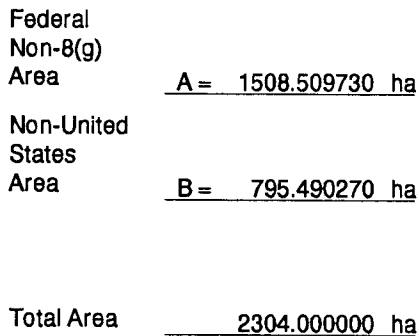 Federal
Non-8(g)
Area A = 1508.509730 ha
Non-United
States
Area B = 795.490270 ha
Total Area 2304.000000 ha